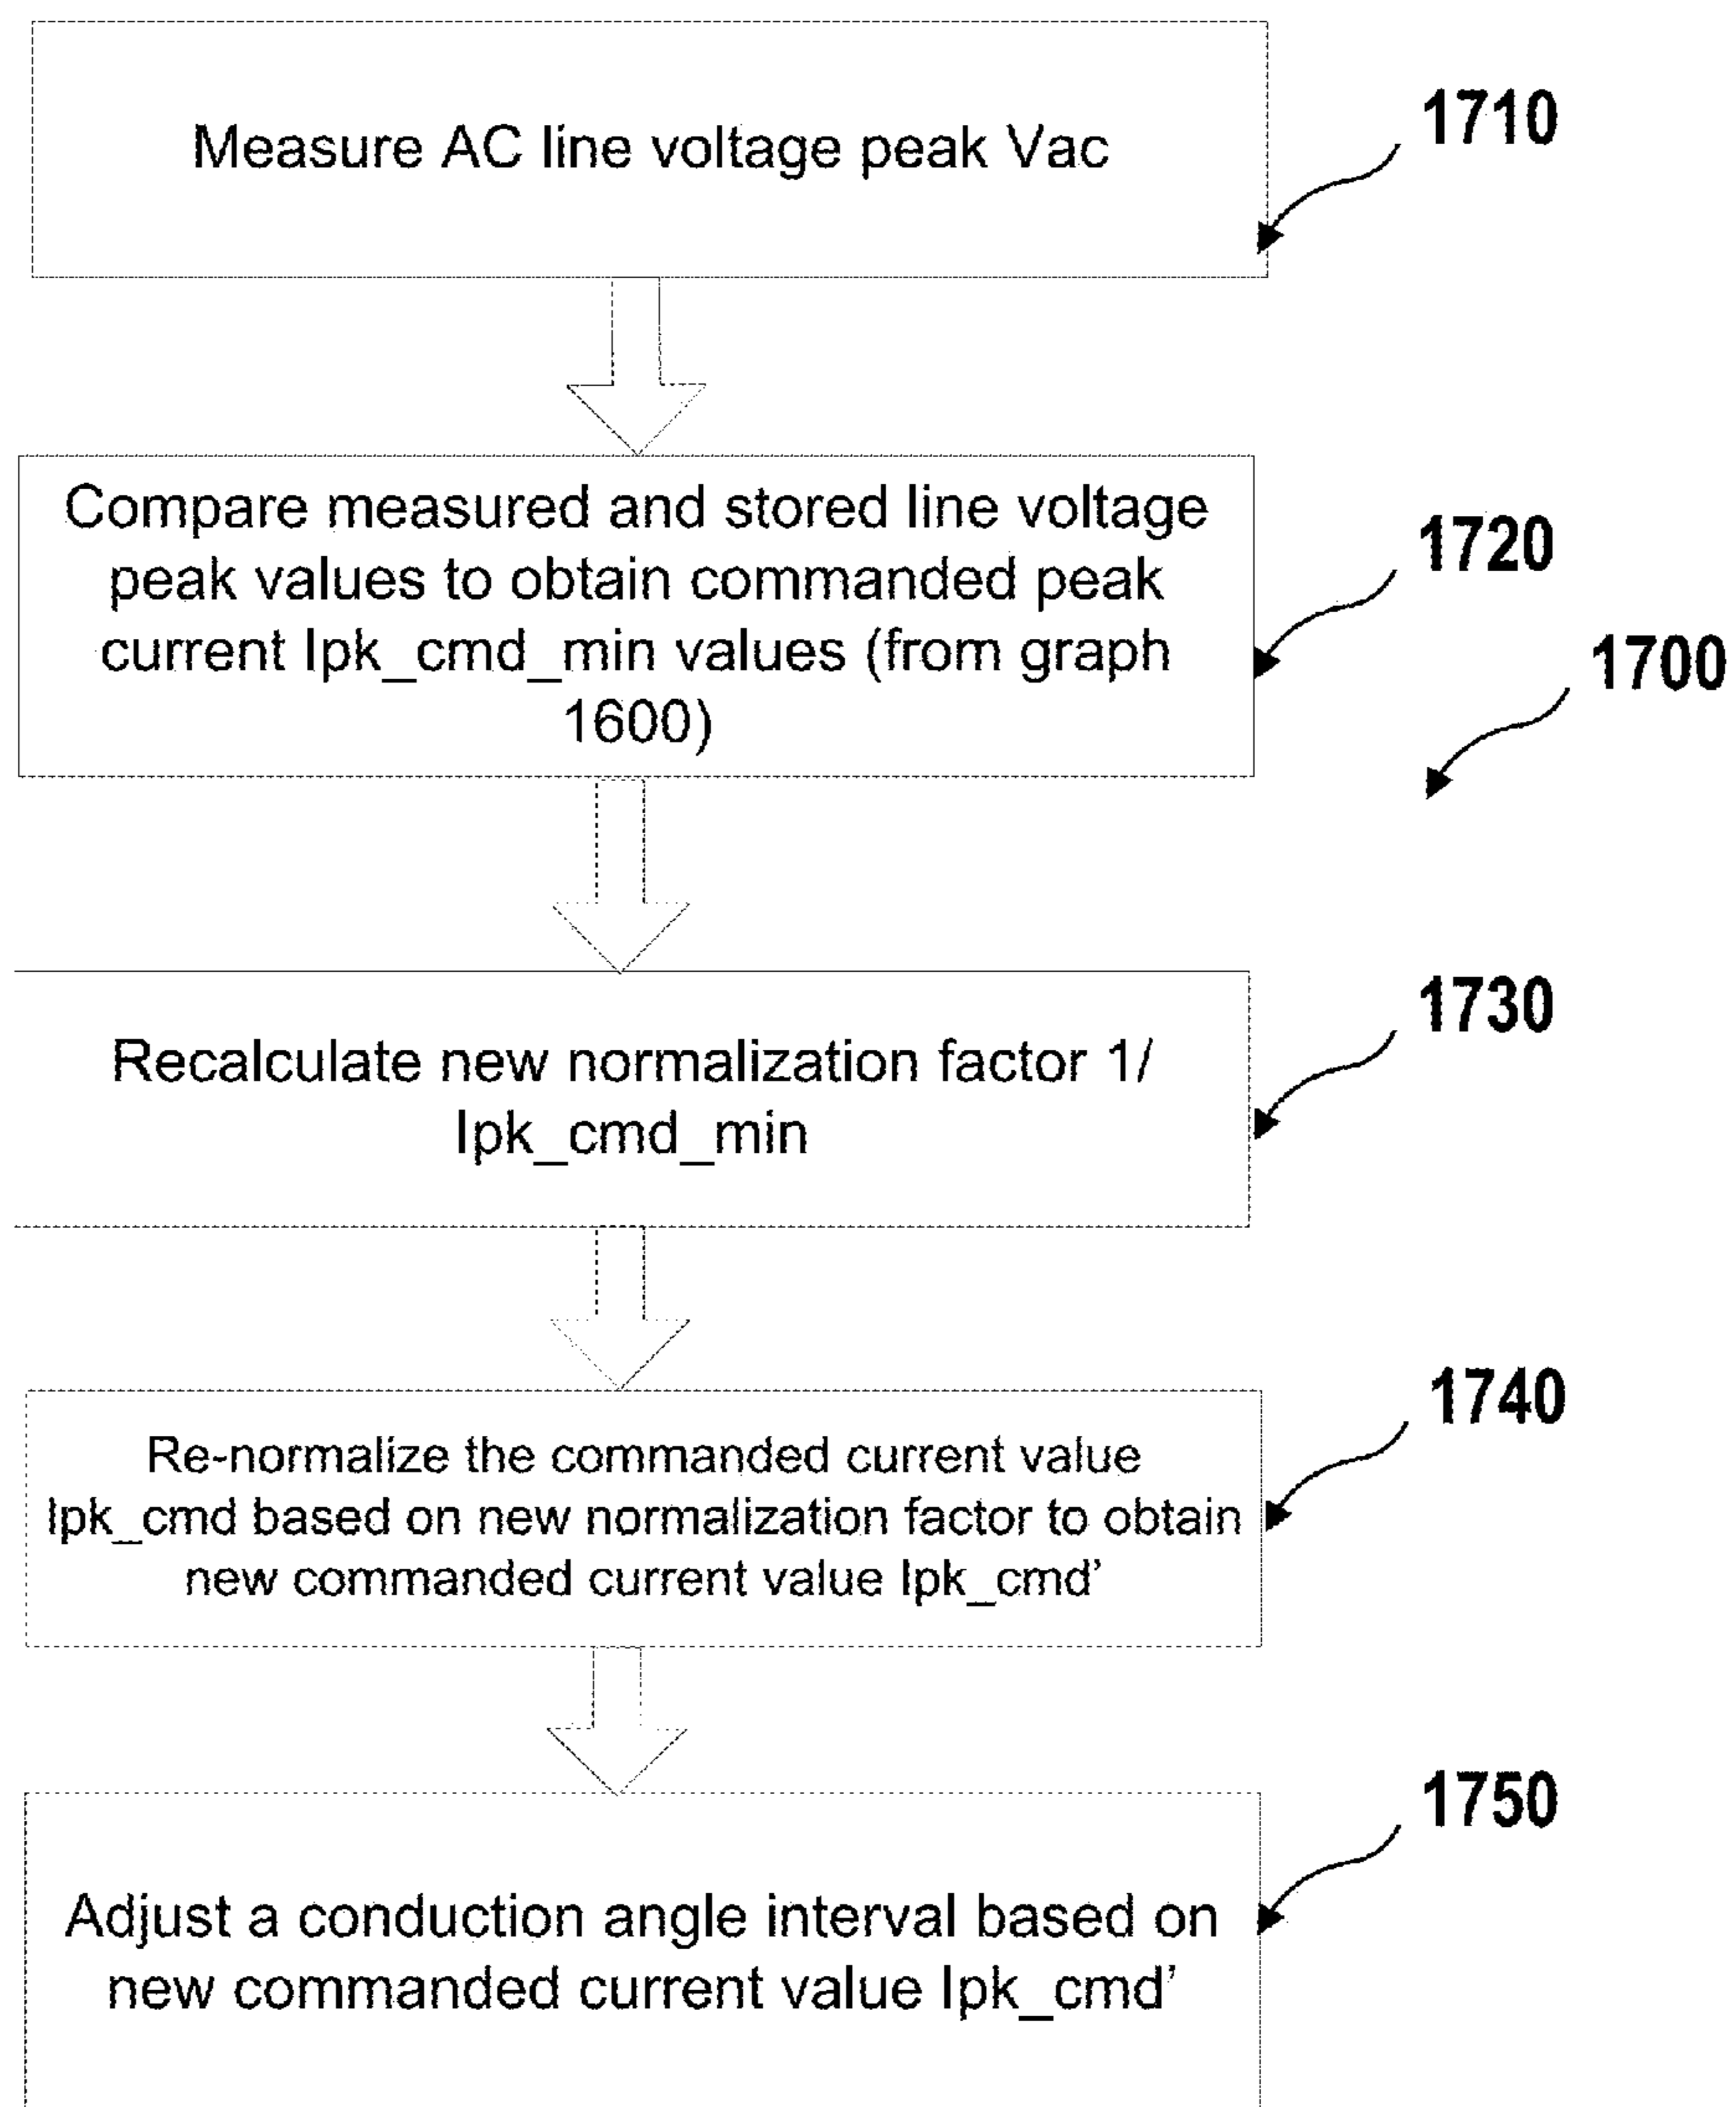 Measure AC line voltage peak Vac
1710
Compare measured and stored line voltage
peak values to obtain commanded peak
current Ipk_cmd_min values (from graph
1600)
1720
1700
Recalculate new normalization factor 1/
Ipk_cmd_min
1730
Re-normalize the commanded current value
Ipk_cmd based on new normalization factor to obtain
new commanded current value Ipk_cmd’
1740
Adjust a conduction angle interval based on
new commanded current value Ipk_cmd’
1750